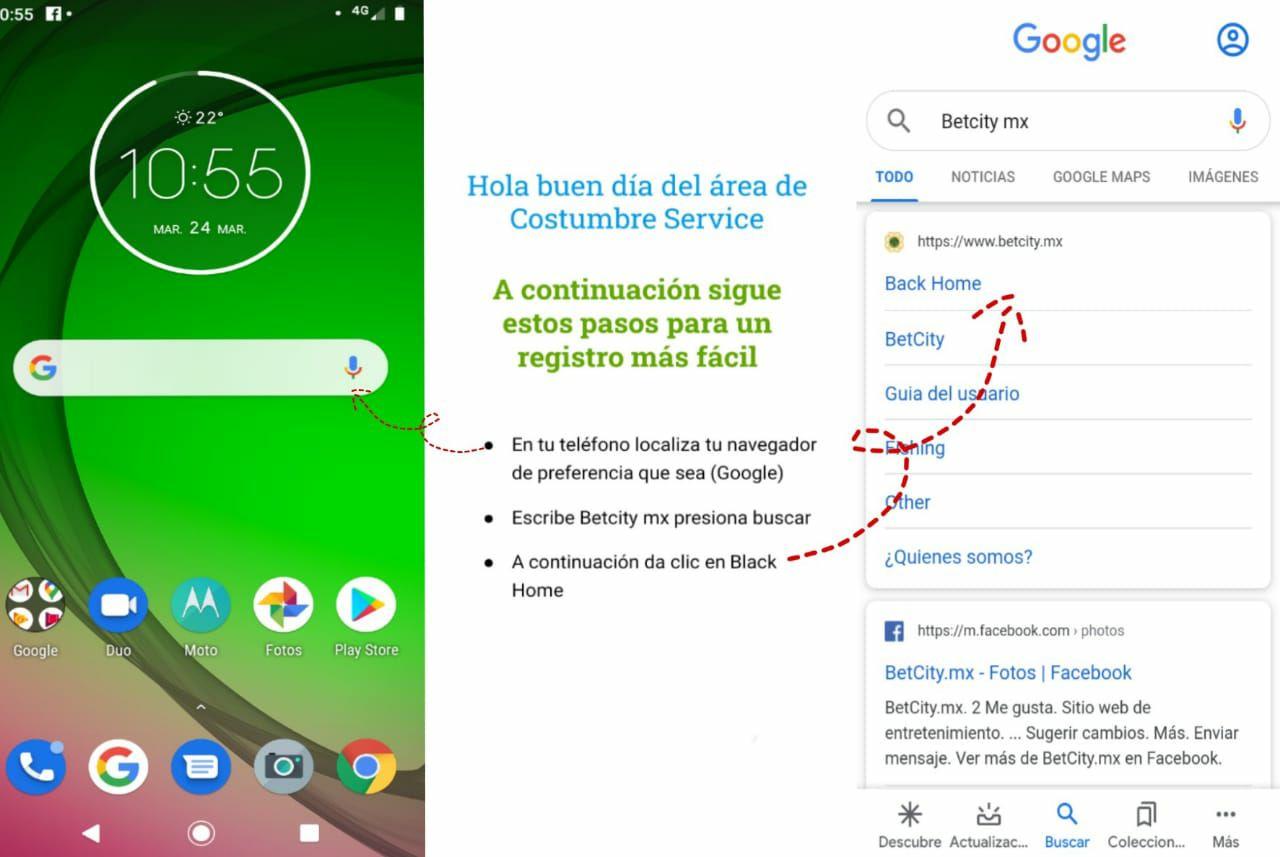 0:55
4G
22°
10:55
MAR. 24 MAR.
Google
Duo
Moto
Fotos
Play Store
Hola buen día del área de
Costumbre Service
A continuación sigue
estos pasos para un
registro más fácil
En tu teléfono localiza tu navegador
de preferencia que sea (Google)
Escribe Betcity mx presiona buscar
A continuación da clic en Black
Home
Google
Betcity mx
TODO NOTICIAS GOOGLE MAPS IMÁGENES
https://www.betcity.mx
Back Home
BetCity
Guia del usuario
Fishing
Other
¿Quienes somos?
https://m.facebook.com › photos
BetCity.mx - Fotos | Facebook
BetCity.mx. 2 Me gusta. Sitio web de
entretenimiento. ... Sugerir cambios. Más. Enviar
mensaje. Ver más de BetCity.mx en Facebook.
Descubre Actualizac... Buscar Coleccion... Más